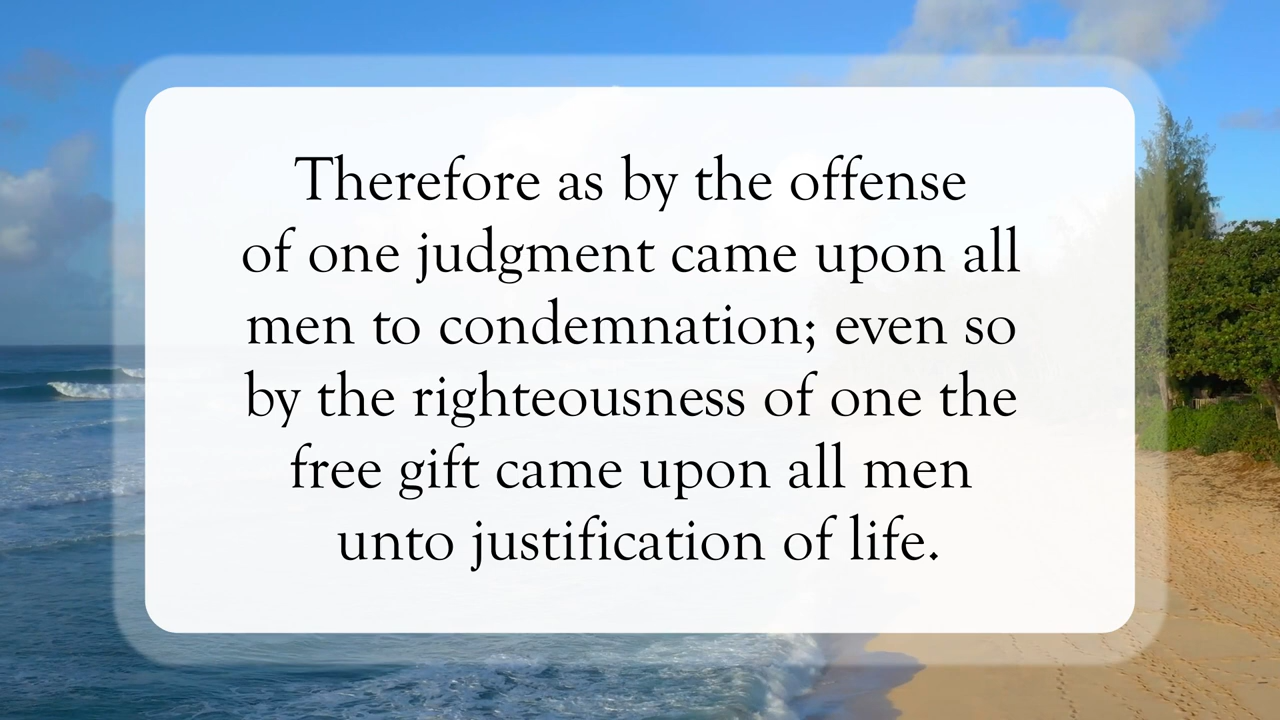 Therefore as by the offense
of one judgment came upon all
men to condemnation; even so
by the righteousness of one the
free gift came upon all men
unto justification of life.